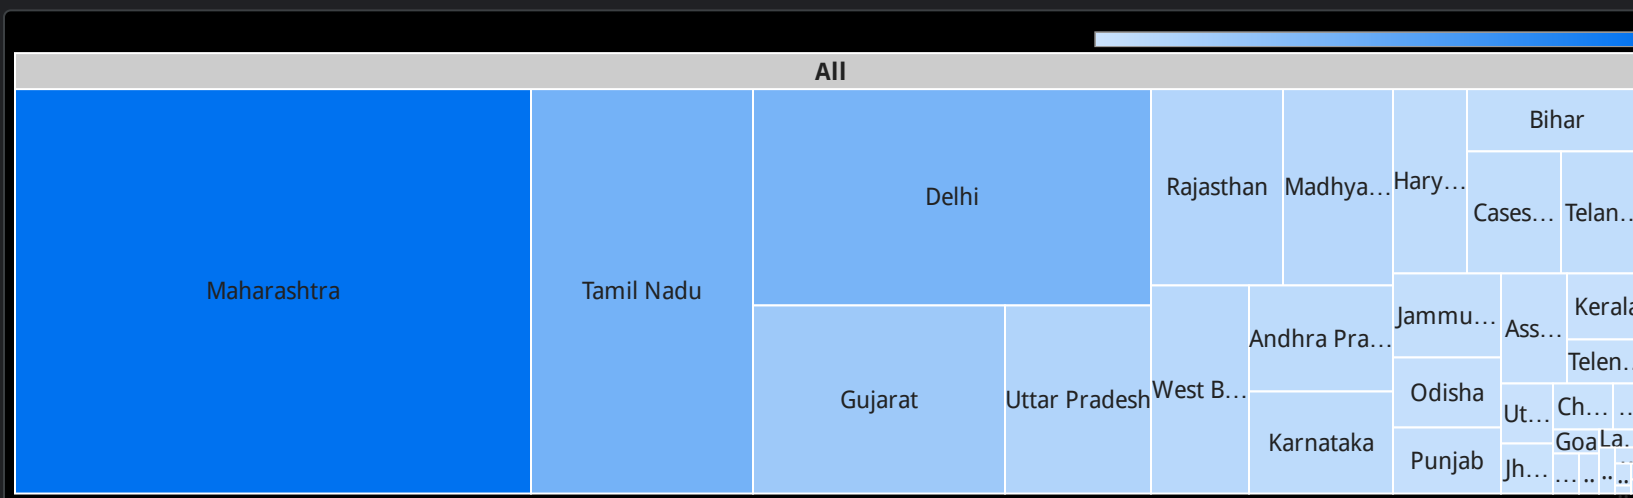 All
Maharashtra
Tamil Nadu
Delhi
Gujarat
Uttar Pradesh
Rajasthan
Madhya...
West B...
Andhra Pra...
Karnataka
Hary...
Bihar
Cases...
Telan..
Jammu...
Odisha
Punjab
Ass...
Kerala
Telen..
Ut...
Jh...
Ch...
..
Goa
La.
...
..
..
..
..